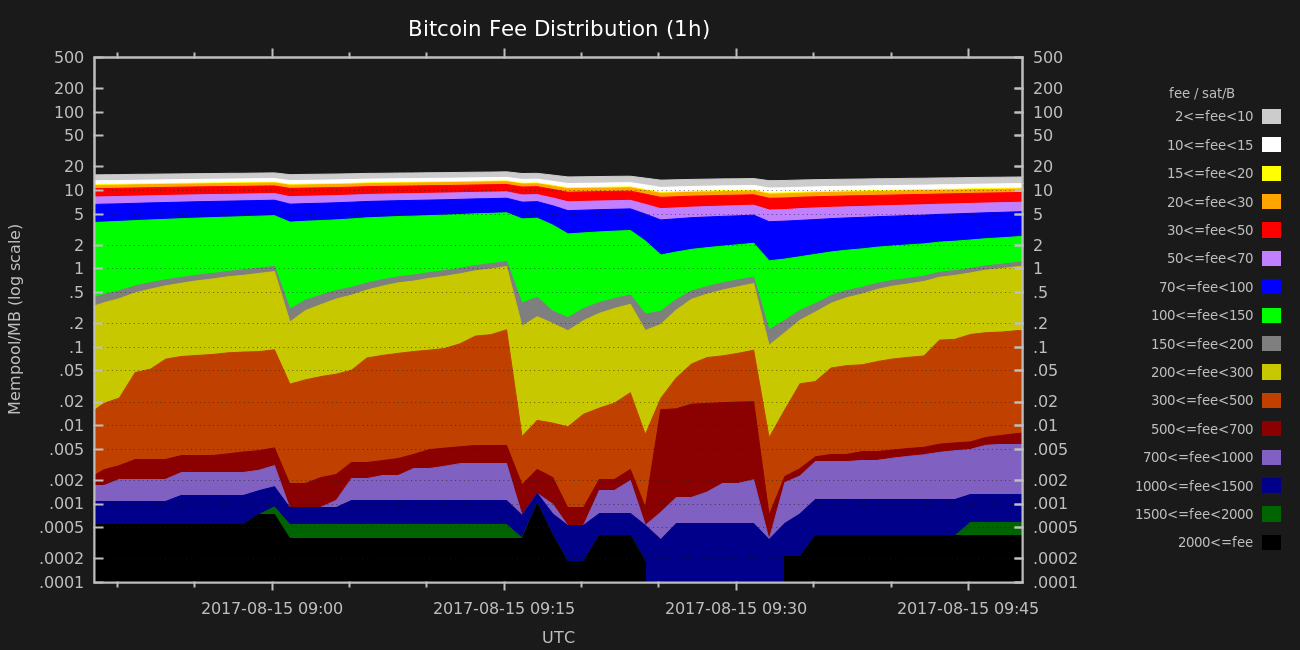 Bitcoin Fee Distribution (1h)
Mempool/MB (log scale)
500
200
100
50
20
10
5
2
1
.5
.2
.1
.05
.02
.01
.005
.002
.001
.0005
.0002
.0001
500
200
100
50
20
10
5
2
1
.5
.2
.1
.05
.02
.01
.005
.002
.001
.0005
.0002
.0001
2017-08-15 09:00
2017-08-15 09:15
2017-08-15 09:30
2017-08-15 09:45
UTC
fee / sat/B
2<=fee<10
10<=fee<15
15<=fee<20
20<=fee<30
30<=fee<50
50<=fee<70
70<=fee<100
100<=fee<150
150<=fee<200
200<=fee<300
300<=fee<500
500<=fee<700
700<=fee<1000
1000<=fee<1500
1500<=fee<2000
2000<=fee